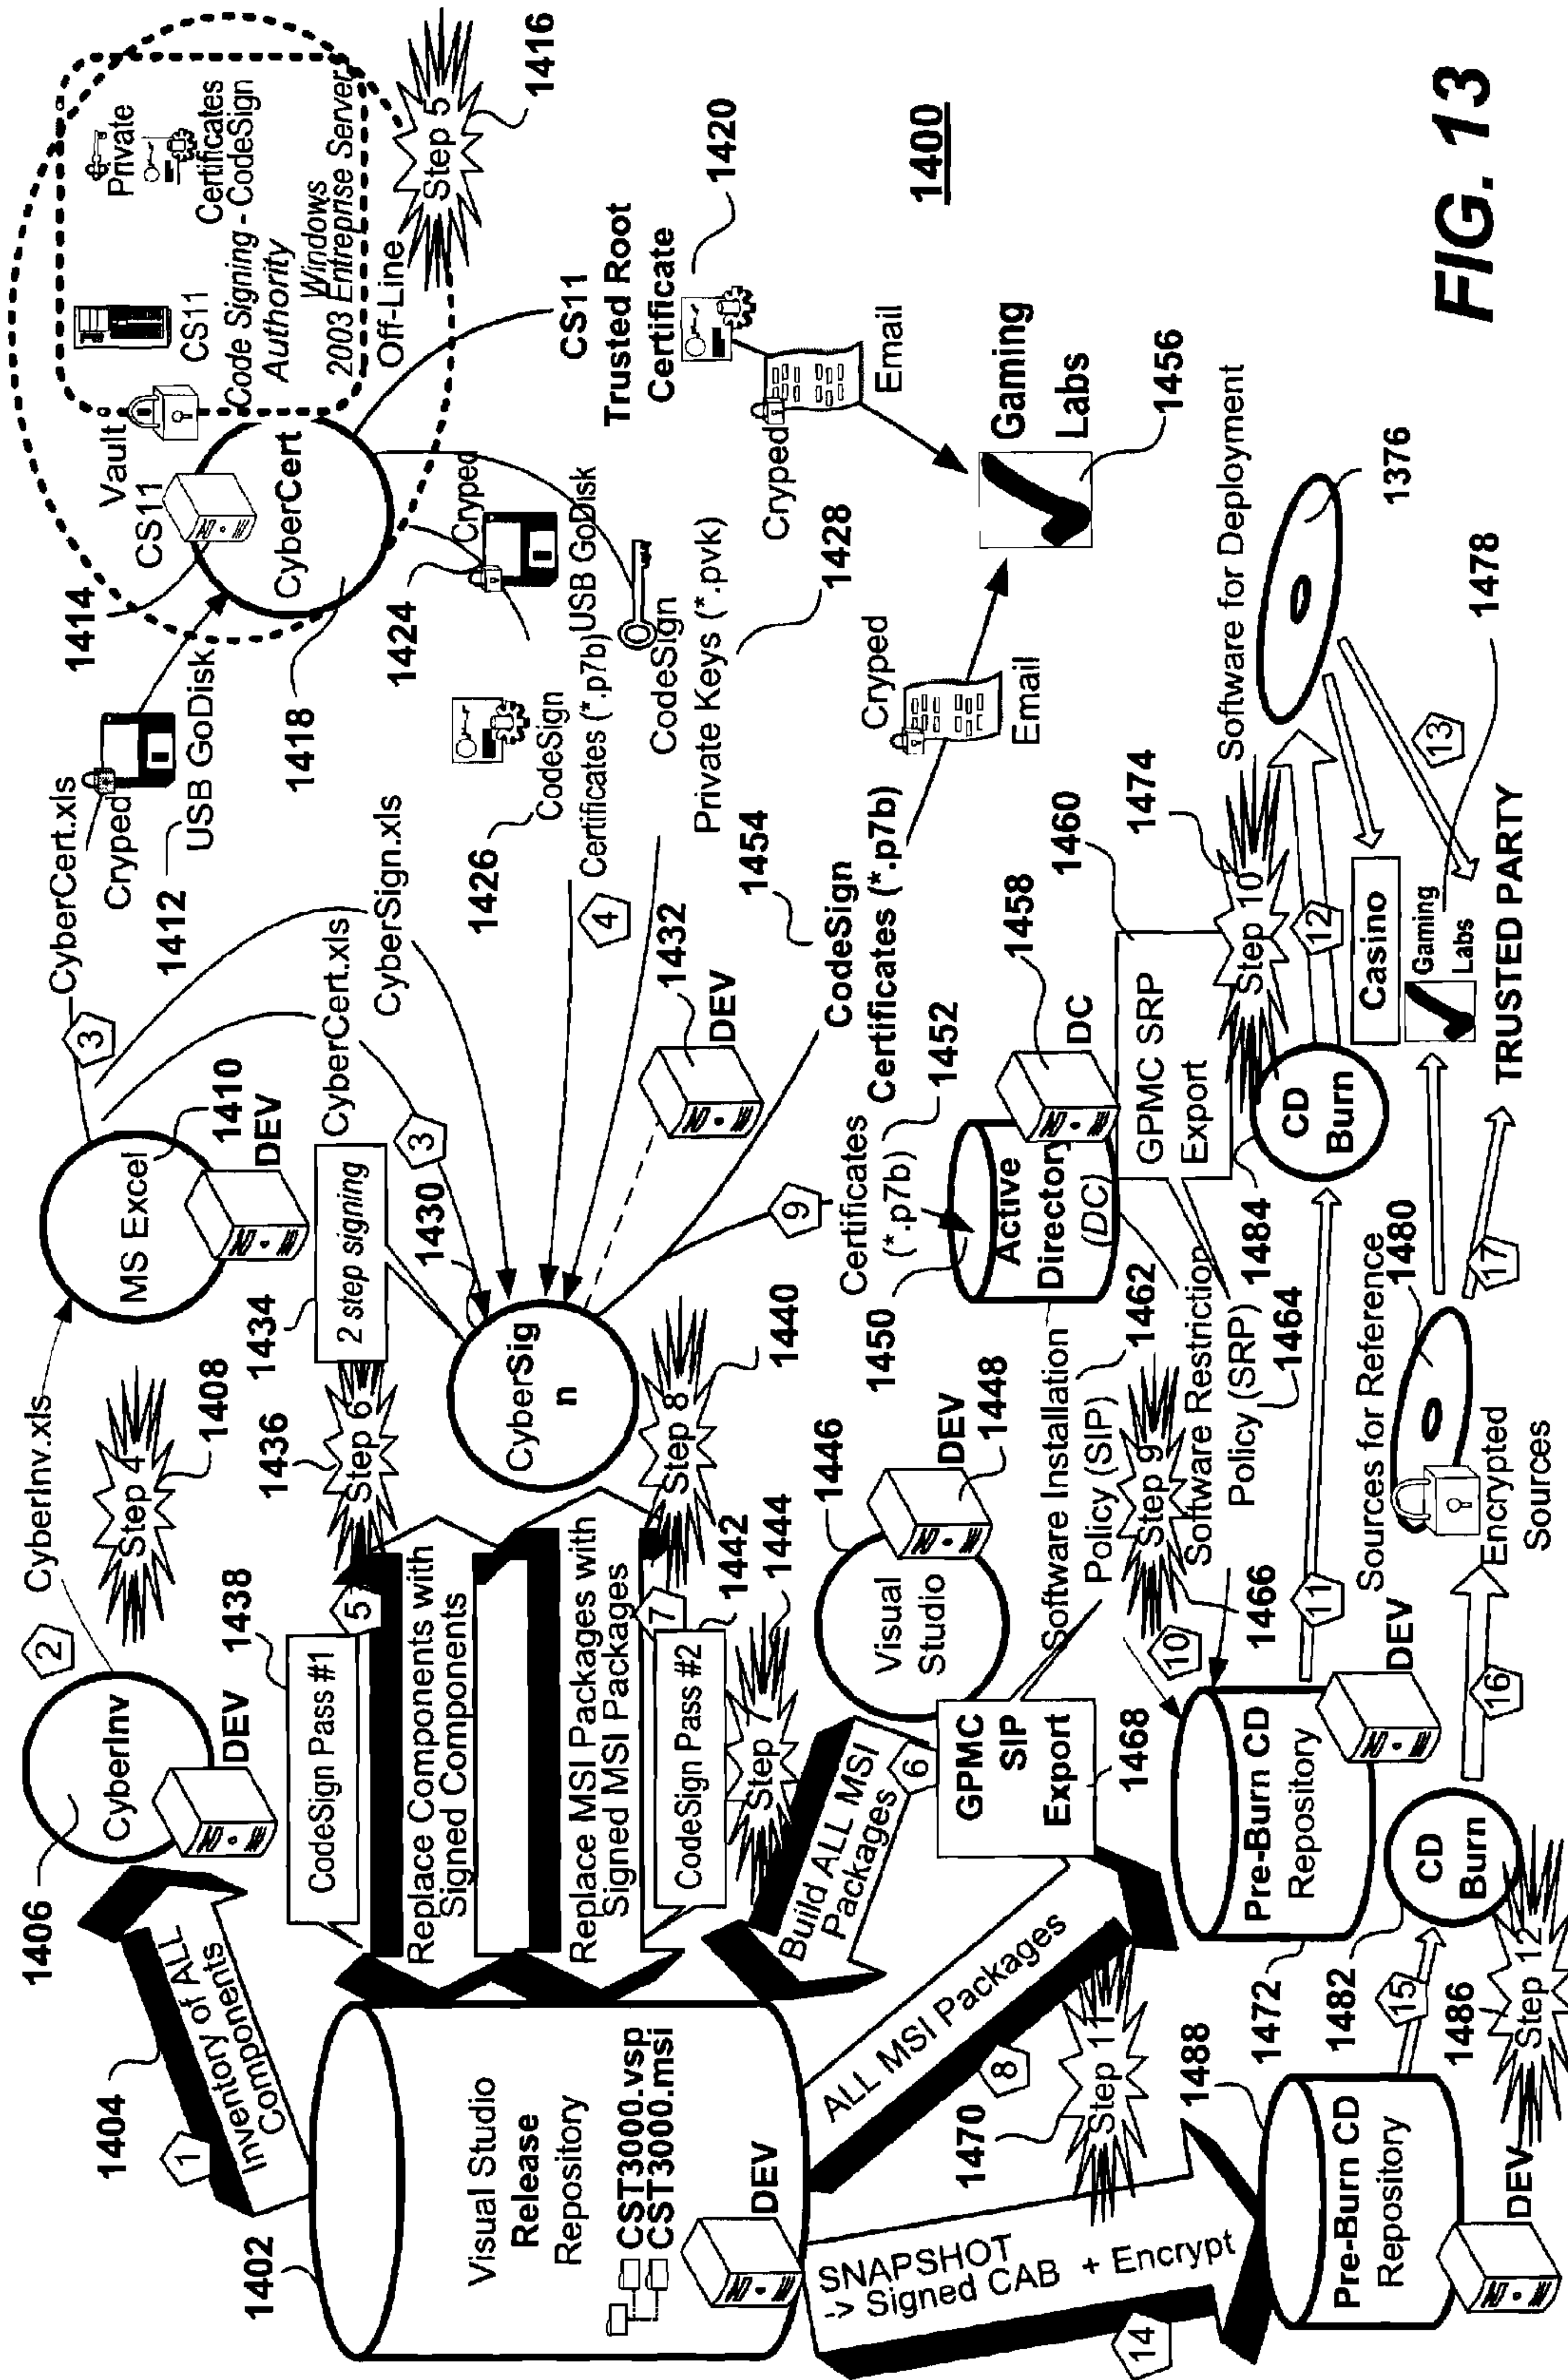 1404
1
Inventory of ALL
Components
1406
CyberInv
DEV
2
CyberInv.xls
Step 4
1408
MS Excel
1410
DEV
3
CyberCert.xls
Cryped
1412
USB GoDisk
1414
Vault
CS11
CyberCert
1418
CS11
Private
Certificates
Code Signing - CodeSign
Authority
Windows
2003 Entreprise Server
Off-Line
Step 5
1416
CS11
Trusted Root
Certificate
1420
Cryped
Email
Gaming
Labs
1456
1424
Cryped
USB GoDisk
1426
CodeSign
Certificates (*.p7b)
CodeSign
Private Keys (*.pvk)
1428
4
CyberSign.xls
CyberCert.xls
3
1430
1432
DEV
1434
2 step signing
1436
Step 6
CyberSig
n
Step 8
1440
1438
CodeSign Pass #1
5
Replace Components with
Signed Components
Replace MSI Packages with
Signed MSI Packages
7
CodeSign Pass #2
1442
Step
1444
1402
Visual Studio
Release
Repository
CST3000.vsp
CST3000.msi
DEV
Build ALL MSI
Packages
6
1446
Visual
Studio
DEV
1448
9
Certificates
(*.p7b)
1452
1454
CodeSign
Certificates (*.p7b)
Cryped
Email
1450
Active
Directory
(DC)
1458
DC
1460
GPMC SRP
Export
Software Installation
Policy (SIP)
1462
Step 9
Software Restriction
Policy (SRP)
1464
1466
GPMC
SIP
Export
1468
ALL MSI Packages
8
1470
Step 11
10
Pre-Burn CD
Repository
1472
DEV
11
1484
CD
Burn
Step 10
1474
12
Software for Deployment
1376
13
1478
Casino
Gaming
Labs
TRUSTED PARTY
SNAPSHOT
-> Signed CAB + Encrypt
14
1488
Pre-Burn CD
Repository
DEV
15
1482
CD
Burn
1486
Step 12
16
Encrypted
Sources
Sources for Reference
1480
17
1400
FIG. 13